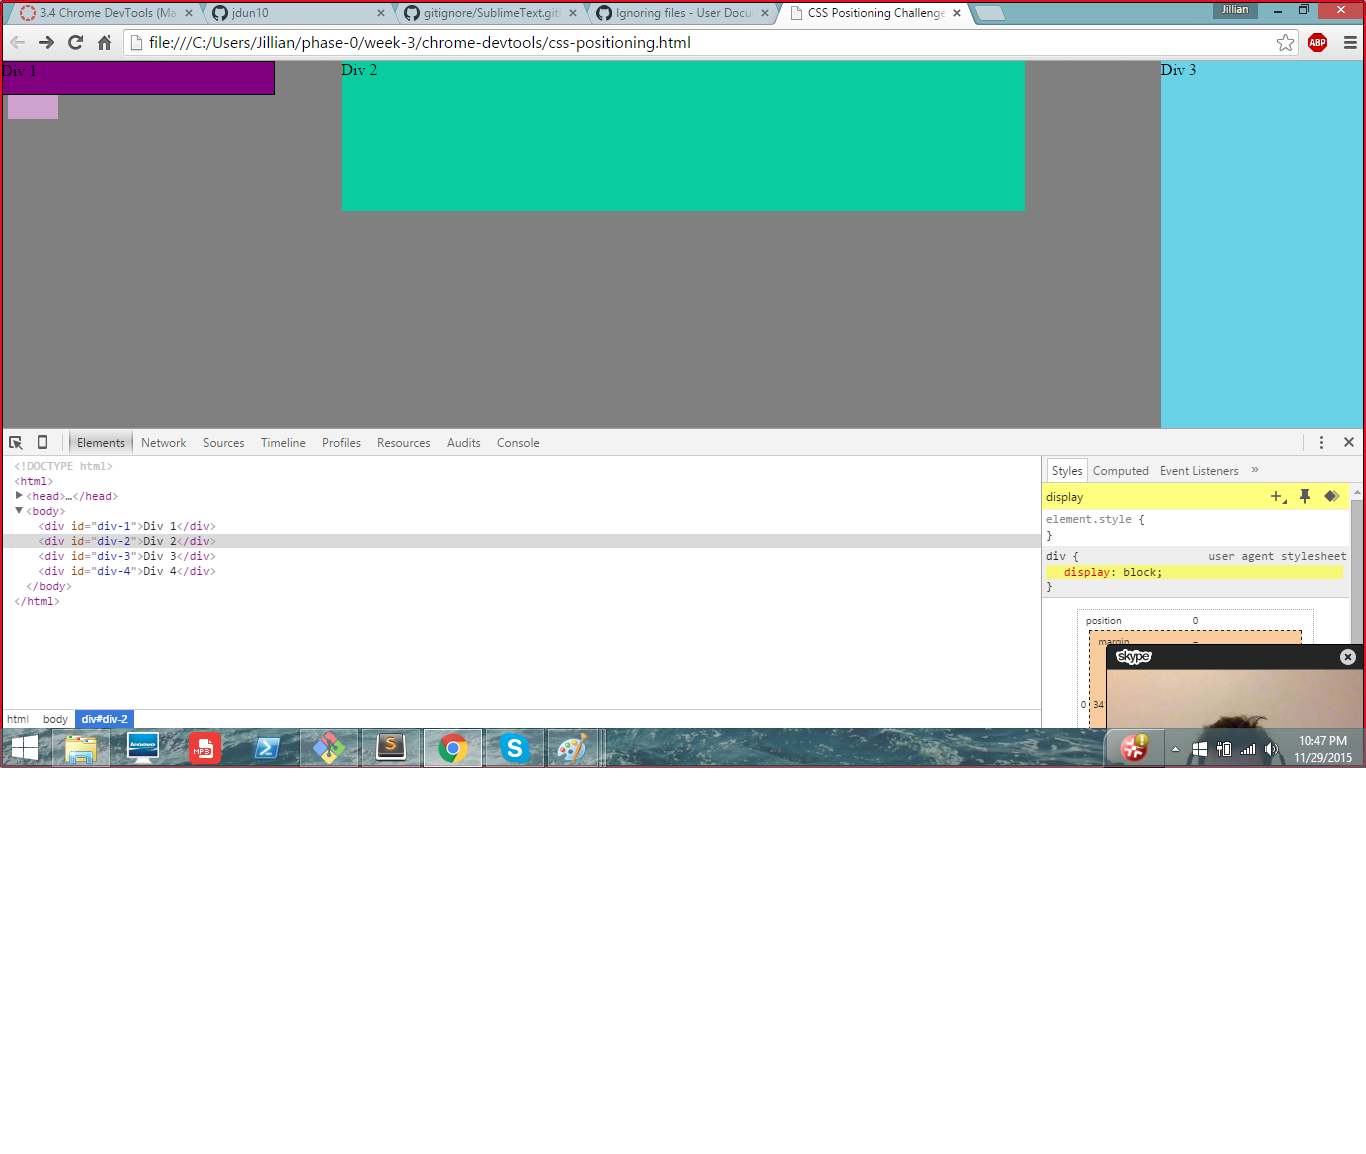 3.4 Chrome DevTools (Ma
jdun10
gitignore/SublimeText.git
Ignoring files - User Docu
CSS Positioning Challenge
Jillian
file:///C:/Users/Jillian/phase-0/week-3/chrome-devtools/css-positioning.html
ABP
Div 1
Div 2
Div 3
Elements Network Sources Timeline Profiles Resources Audits Console
<!DOCTYPE html>
<html>
<head>…</head>
<body>
<div id="div-1">Div 1</div>
<div id="div-2">Div 2</div>
<div id="div-3">Div 3</div>
<div id="div-4">Div 4</div>
</body>
</html>
html body div#div-2
Styles Computed Event Listeners »
display
element.style {
}
div { user agent stylesheet
display: block;
}
position 0
margin -
0 34
skype
lenovo
MP3
S
S
10:47 PM
11/29/2015